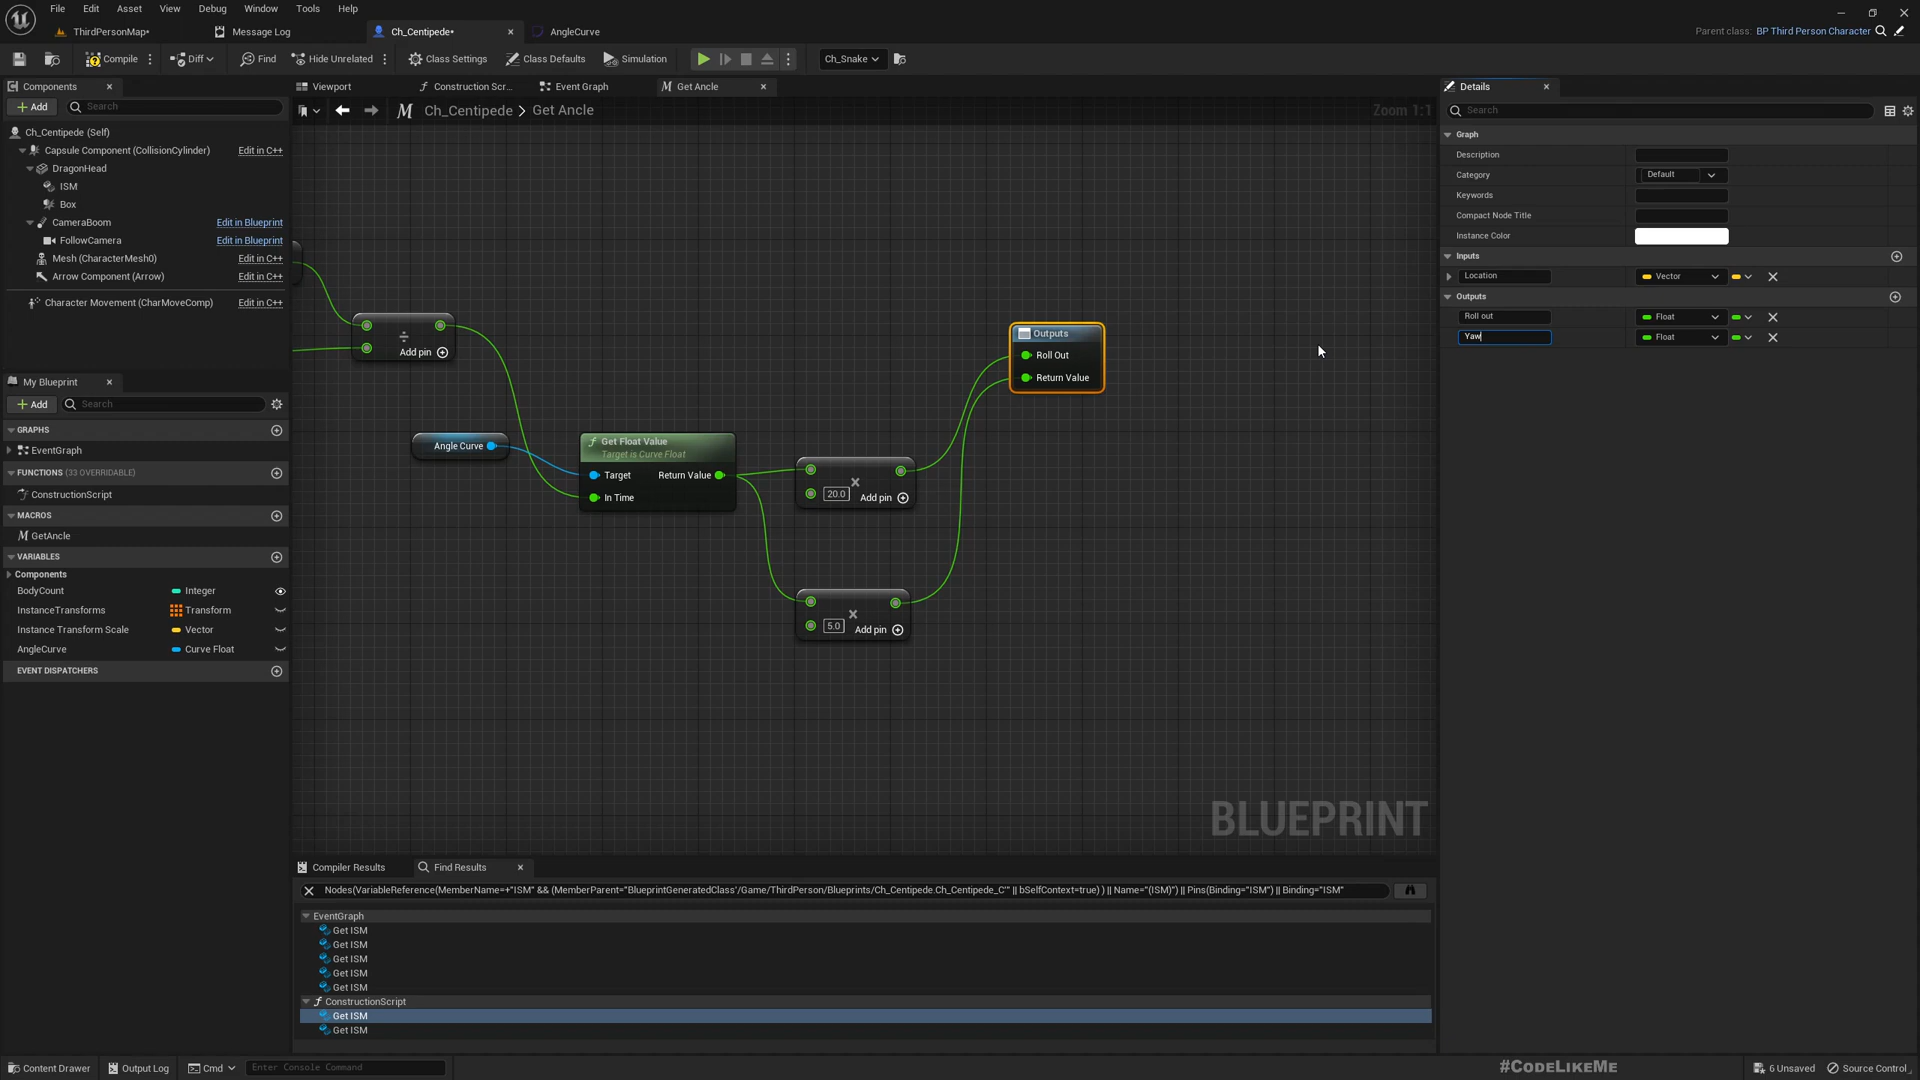 File Edit Asset View Debug Window Tools Help
ThirdPersonMap* Message Log Ch_Centipede* AngleCurve
Parent class: BP Third Person Character
Compile Diff Find Hide Unrelated Class Settings Class Defaults Simulation Ch_Snake
Components Viewport Construction Scr... Event Graph Get Ancle Details
Add Search
Ch_Centipede > Get Ancle Zoom 1:1
Search
Ch_Centipede (Self)
Capsule Component (CollisionCylinder) Edit in C++
DragonHead
ISM
Box
CameraBoom Edit in Blueprint
FollowCamera Edit in Blueprint
Mesh (CharacterMesh0) Edit in C++
Arrow Component (Arrow) Edit in C++
Character Movement (CharMoveComp) Edit in C++
My Blueprint
Add Search
GRAPHS
EventGraph
FUNCTIONS (33 OVERRIDABLE)
ConstructionScript
MACROS
GetAncle
VARIABLES
Components
BodyCount Integer
InstanceTransforms Transform
Instance Transform Scale Vector
AngleCurve Curve Float
EVENT DISPATCHERS
÷
Add pin
Angle Curve
Get Float Value
Target is Curve Float
Target Return Value
In Time
×
20.0 Add pin
×
5.0 Add pin
Outputs
Roll Out
Return Value
BLUEPRINT
Graph
Description
Category Default
Keywords
Compact Node Title
Instance Color
Inputs
Location Vector
Outputs
Roll out Float
Yaw Float
Compiler Results Find Results
Nodes(VariableReference(MemberName=+"ISM" && (MemberParent="BlueprintGeneratedClass'/Game/ThirdPerson/Blueprints/Ch_Centipede.Ch_Centipede_C'" || bSelfContext=true) ) || Name="(ISM)") || Pins(Binding="ISM") || Binding="ISM"
EventGraph
Get ISM
Get ISM
Get ISM
Get ISM
Get ISM
ConstructionScript
Get ISM
Get ISM
Content Drawer Output Log Cmd Enter Console Command #CODELIKEME 6 Unsaved Source Control